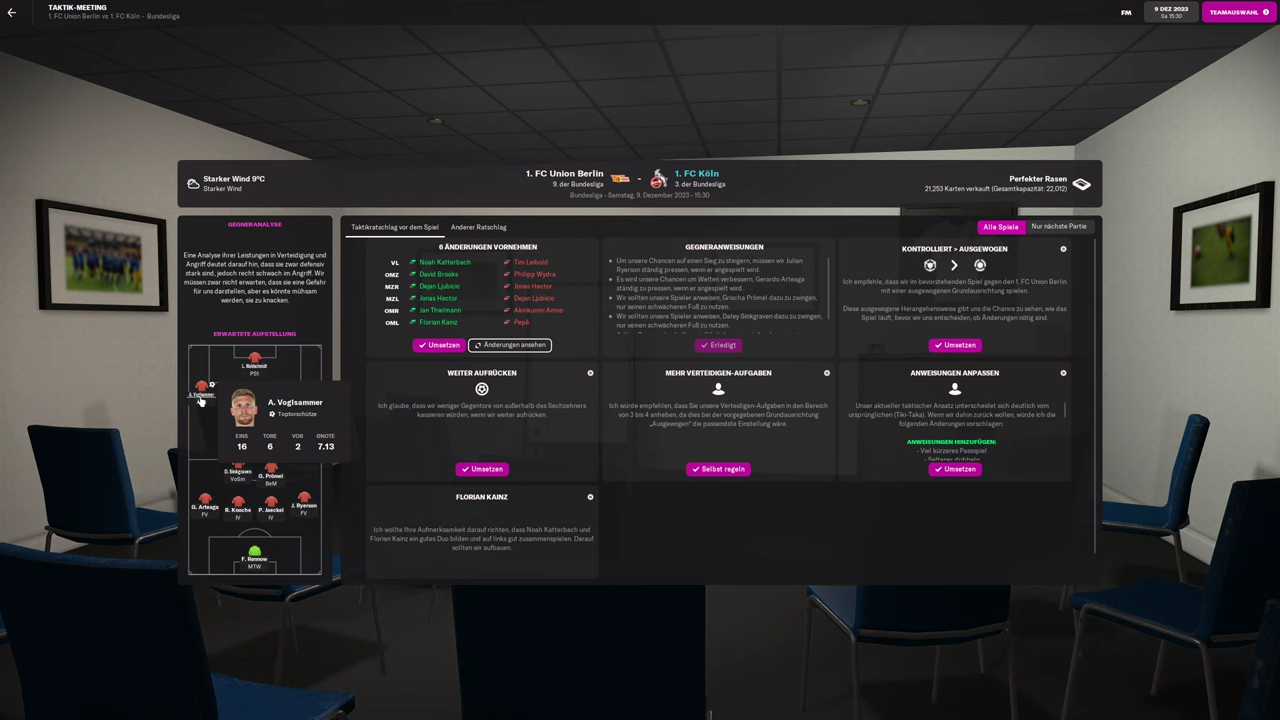 TAKTIK-MEETING
1. FC Union Berlin vs 1. FC Köln - Bundesliga
FM
9 DEZ 2023
Sa 15:30
TEAMAUSWAHL
Starker Wind 9°C
Starker Wind
1. FC Union Berlin
9. der Bundesliga
-
1. FC Köln
3. der Bundesliga
Bundesliga - Samstag, 9. Dezember 2023 - 15:30
Perfekter Rasen
21,253 Karten verkauft (Gesamtkapazität: 22,012)
GEGNERANALYSE
Eine Analyse ihrer Leistungen in Verteidigung und
Angriff deutet darauf hin, dass sie zwar defensiv
stark sind, jedoch recht schwach im Angriff. Wir
müssen zwar nicht erwarten, dass sie eine Gefahr
für uns darstellen, aber es könnte mühsam
werden, sie zu knacken.
ERWARTETE AUFSTELLUNG
L. Waldschmidt
PSt
A. Voglsammer
A. Voglsammer
Toptorschütze
EINS TORE VOR ØNOTE
16 6 2 7.13
D. Sinkgraven
VoSm
G. Prömel
BeM
G. Arteaga
FV
R. Knoche
IV
P. Jaeckel
IV
J. Ryerson
FV
F. Rønnow
MTW
Taktikratschlag vor dem Spiel
Anderer Ratschlag
Alle Spiele
Nur nächste Partie
6 ÄNDERUNGEN VORNEHMEN
VL Noah Katterbach Tim Leibold
OMZ David Brooks Philipp Wydra
MZR Dejan Ljubicic Jonas Hector
MZL Jonas Hector Dejan Ljubicic
OMR Jan Thielmann Akinkunmi Amoo
OML Florian Kainz Pepê
Umsetzen
Änderungen ansehen
GEGNERANWEISUNGEN
Um unsere Chancen auf einen Sieg zu steigern, müssen wir Julian
Ryerson ständig pressen, wenn er angespielt wird.
Es wird unsere Chancen um Welten verbessern, Gerardo Arteaga
ständig zu pressen, wenn er angespielt wird.
Wir sollten unsere Spieler anweisen, Grischa Prömel dazu zu zwingen,
nur seinen schwächeren Fuß zu nutzen.
Wir sollten unsere Spieler anweisen, Daley Sinkgraven dazu zu zwingen,
nur seinen schwächeren Fuß zu nutzen.
Erledigt
KONTROLLIERT > AUSGEWOGEN
Ich empfehle, dass wir im bevorstehenden Spiel gegen den 1. FC Union Berlin
mit einer ausgewogenen Grundausrichtung spielen.
Diese ausgewogene Herangehensweise gibt uns die Chance zu sehen, wie das
Spiel läuft, bevor wir uns entscheiden, ob Änderungen nötig sind.
Umsetzen
WEITER AUFRÜCKEN
Ich glaube, dass wir weniger Gegentore von außerhalb des Sechzehners
kassieren würden, wenn wir weiter aufrücken.
Umsetzen
MEHR VERTEIDIGEN-AUFGABEN
Ich würde empfehlen, dass Sie unsere Verteidigen-Aufgaben in den Bereich
von 3 bis 4 anheben, da dies bei der vorgegebenen Grundausrichtung
„Ausgewogen" die passendste Einstellung wäre.
Selbst regeln
ANWEISUNGEN ANPASSEN
Unser aktueller taktischer Ansatz unterscheidet sich deutlich vom
ursprünglichen (Tiki-Taka). Wenn wir dahin zurück wollen, würde ich die
folgenden Änderungen vorschlagen:
ANWEISUNGEN HINZUFÜGEN:
- Viel kürzeres Passspiel
- Seltener dribbeln
Umsetzen
FLORIAN KAINZ
Ich wollte Ihre Aufmerksamkeit darauf richten, dass Noah Katterbach und
Florian Kainz ein gutes Duo bilden und auf links gut zusammenspielen. Darauf
sollten wir aufbauen.